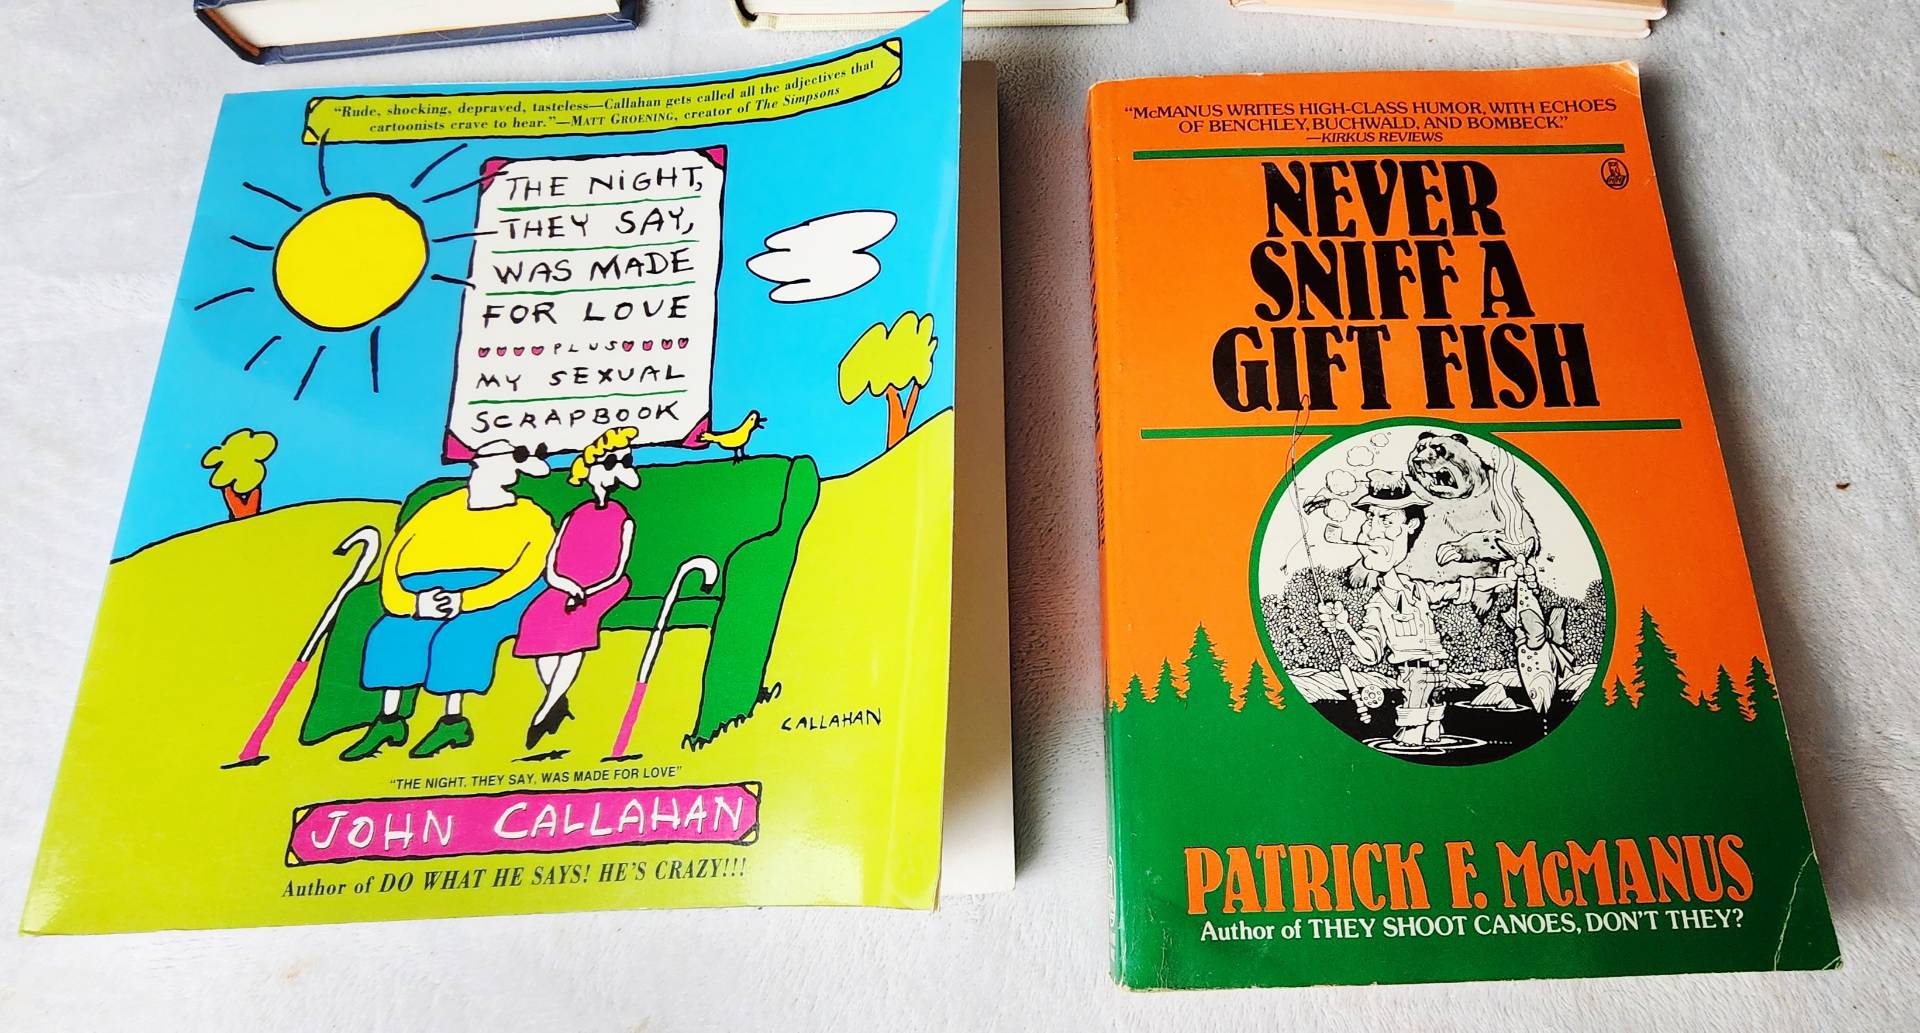 “Rude, shocking, depraved, tasteless—Callahan gets called all the adjectives that
cartoonists crave to hear.”—MATT GROENING, creator of The Simpsons
THE NiGHT,
THEY SAY,
WAS MADE
FOR LOVE
PLUS
MY SEXUAL
SCRAPBOOK
CALLAHAN
“THE NIGHT, THEY SAY, WAS MADE FOR LOVE”
JOHN CALLAHAN
Author of DO WHAT HE SAYS! HE’S CRAZY!!!
“McMANUS WRITES HIGH-CLASS HUMOR, WITH ECHOES
OF BENCHLEY, BUCHWALD, AND BOMBECK.”
—KIRKUS REVIEWS
NEVER
SNIFF A
GIFT FISH
PATRICK F. McMANUS
Author of THEY SHOOT CANOES, DON’T THEY?